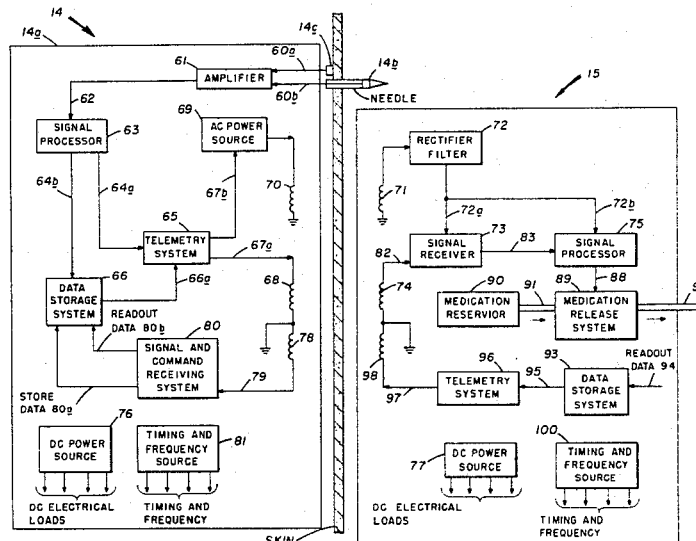 14
14a
14c
60a
14b
61
AMPLIFIER
60b
NEEDLE
15
62
69
AC POWER
SOURCE
SIGNAL
PROCESSOR
63
70
64b
64a
67b
65
TELEMETRY
SYSTEM
67a
66
DATA
STORAGE
SYSTEM
66a
68
READOUT
DATA 80b
80
78
SIGNAL AND
COMMAND
RECEIVING
SYSTEM
79
STORE
DATA 80a
76
DC POWER
SOURCE
TIMING AND
FREQUENCY
SOURCE
81
DC ELECTRICAL
LOADS
TIMING AND
FREQUENCY
SKIN
RECTIFIER
FILTER
72
71
72a
72b
73
75
SIGNAL
RECEIVER
83
SIGNAL
PROCESSOR
82
90
91
89
88
74
MEDICATION
RESERVIOR
MEDICATION
RELEASE
SYSTEM
98
96
93
READOUT
DATA 94
TELEMETRY
SYSTEM
95
DATA
STORAGE
SYSTEM
97
DC POWER
SOURCE
77
100
TIMING AND
FREQUENCY
SOURCE
DC ELECTRICAL
LOADS
TIMING AND
FREQUENCY